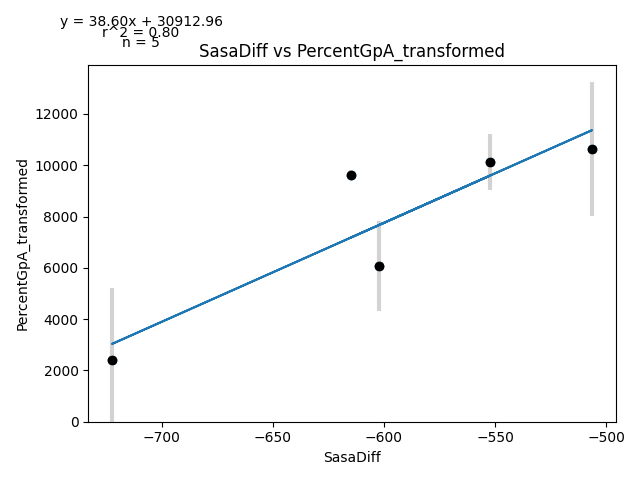 y = 38.60x + 30912.96
r^2 = 0.80
n = 5
SasaDiff vs PercentGpA_transformed
PercentGpA_transformed
12000
10000
8000
6000
4000
2000
0
−700
−650
−600
−550
−500
SasaDiff